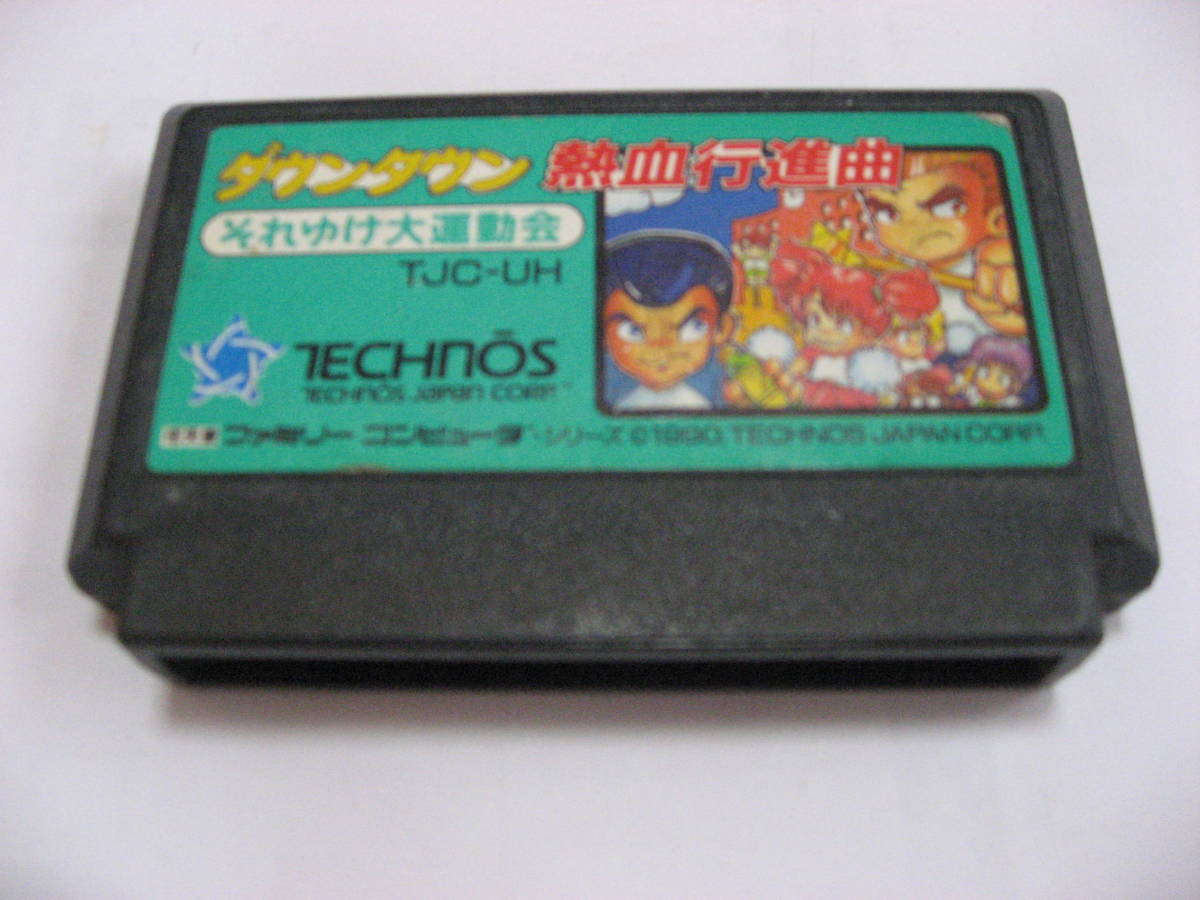 ダウンタウン 熱血行進曲
それゆけ大運動会
TJC-UH
TECHNŌS
TECHNŌS JAPAN CORP.
ファミリー コンピュータ・シリーズ ©1990 TECHNOS JAPAN CORP.